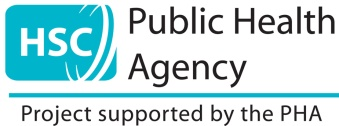 HSC Public Health
Agency
Project supported by the PHA